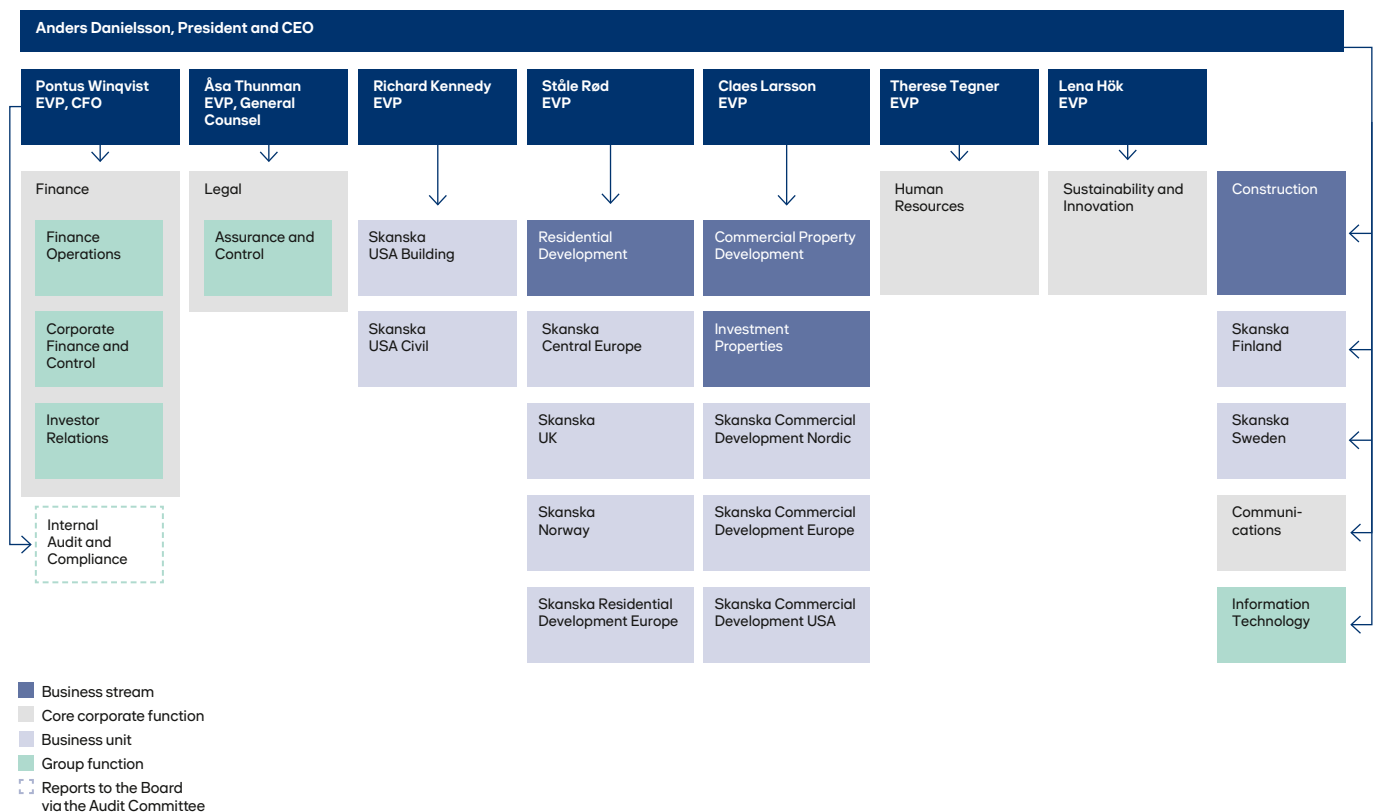 Anders Danielsson, President and CEO
Pontus Winqvist
EVP, CFO
Åsa Thunman
EVP, General
Counsel
Richard Kennedy
EVP
Ståle Rød
EVP
Claes Larsson
EVP
Therese Tegner
EVP
Lena Hök
EVP
Finance
Finance
Operations
Corporate
Finance and
Control
Investor
Relations
Internal
Audit and
Compliance
Legal
Assurance and
Control
Skanska
USA Building
Skanska
USA Civil
Residential
Development
Skanska
Central Europe
Skanska
UK
Skanska
Norway
Skanska Residential
Development Europe
Commercial Property
Development
Investment
Properties
Skanska Commercial
Development Nordic
Skanska Commercial
Development Europe
Skanska Commercial
Development USA
Human
Resources
Sustainability and
Innovation
Construction
Skanska
Finland
Skanska
Sweden
Communi-
cations
Information
Technology
Business stream
Core corporate function
Business unit
Group function
Reports to the Board
via the Audit Committee